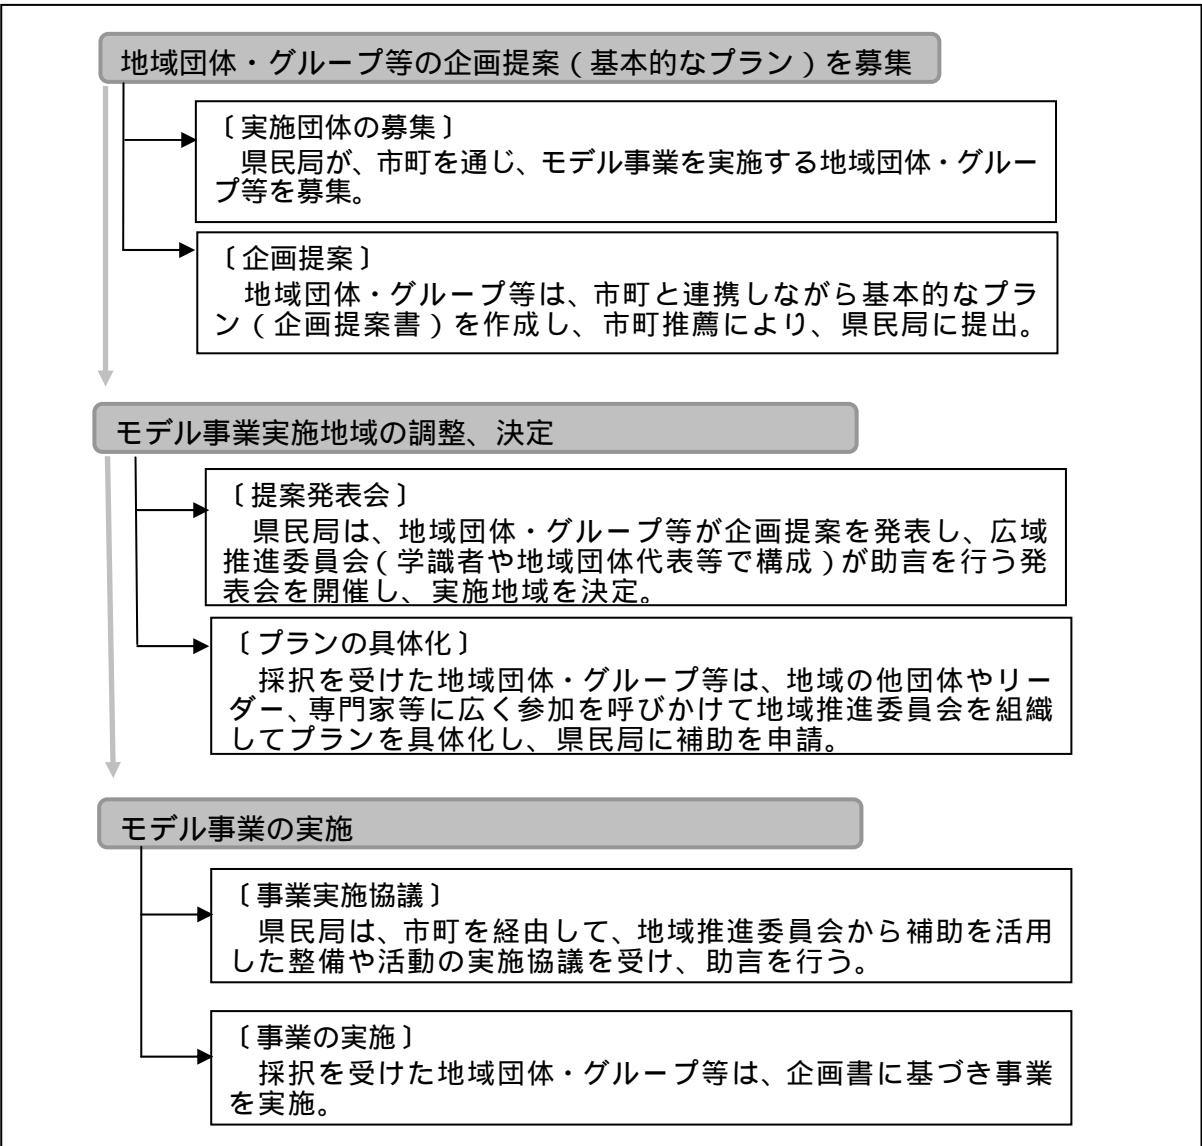 地域団体・グループ等の企画提案(基本的なプラン)を募集
〔実施団体の募集〕
県民局が、市町を通じ、モデル事業を実施する地域団体・グルー
プ等を募集。
〔企画提案〕
地域団体・グループ等は、市町と連携しながら基本的なプラ
ン(企画提案書)を作成し、市町推薦により、県民局に提出。
モデル事業実施地域の調整、決定
〔提案発表会〕
県民局は、地域団体・グループ等が企画提案を発表し、広域
推進委員会(学識者や地域団体代表等で構成)が助言を行う発
表会を開催し、実施地域を決定。
〔プランの具体化〕
採択を受けた地域団体・グループ等は、地域の他団体やリー
ダー、専門家等に広く参加を呼びかけて地域推進委員会を組織
してプランを具体化し、県民局に補助を申請。
モデル事業の実施
〔事業実施協議〕
県民局は、市町を経由して、地域推進委員会から補助を活用
した整備や活動の実施協議を受け、助言を行う。
〔事業の実施〕
採択を受けた地域団体・グループ等は、企画書に基づき事業
を実施。